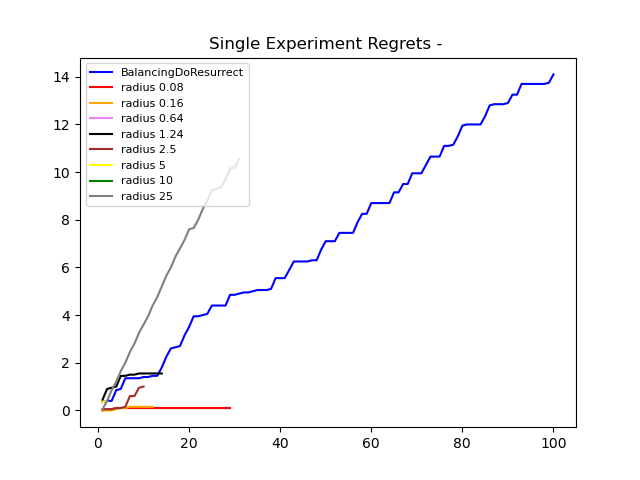 Single Experiment Regrets -
BalancingDoResurrect
radius 0.08
radius 0.16
radius 0.64
radius 1.24
radius 2.5
radius 5
radius 10
radius 25
14
12
10
8
6
4
2
0
0 20 40 60 80 100